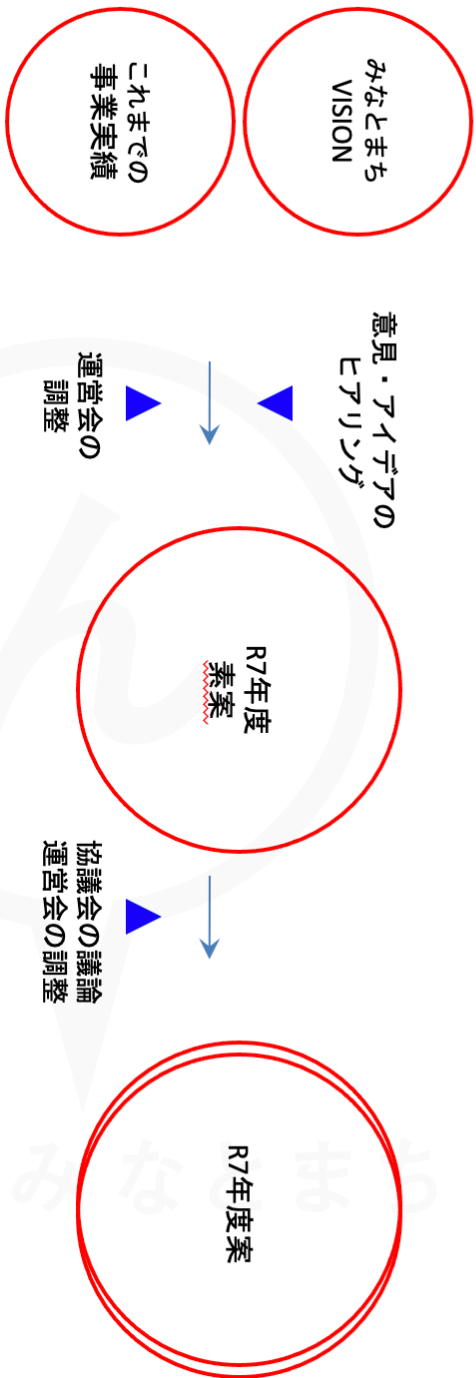 みなとまち
VISION
これまでの
事業実績
意見・アイデアの
ヒアリング
運営会の
調整
R7年度
素案
協議会の議論
運営会の調整
R7年度案
ん
みなとまち